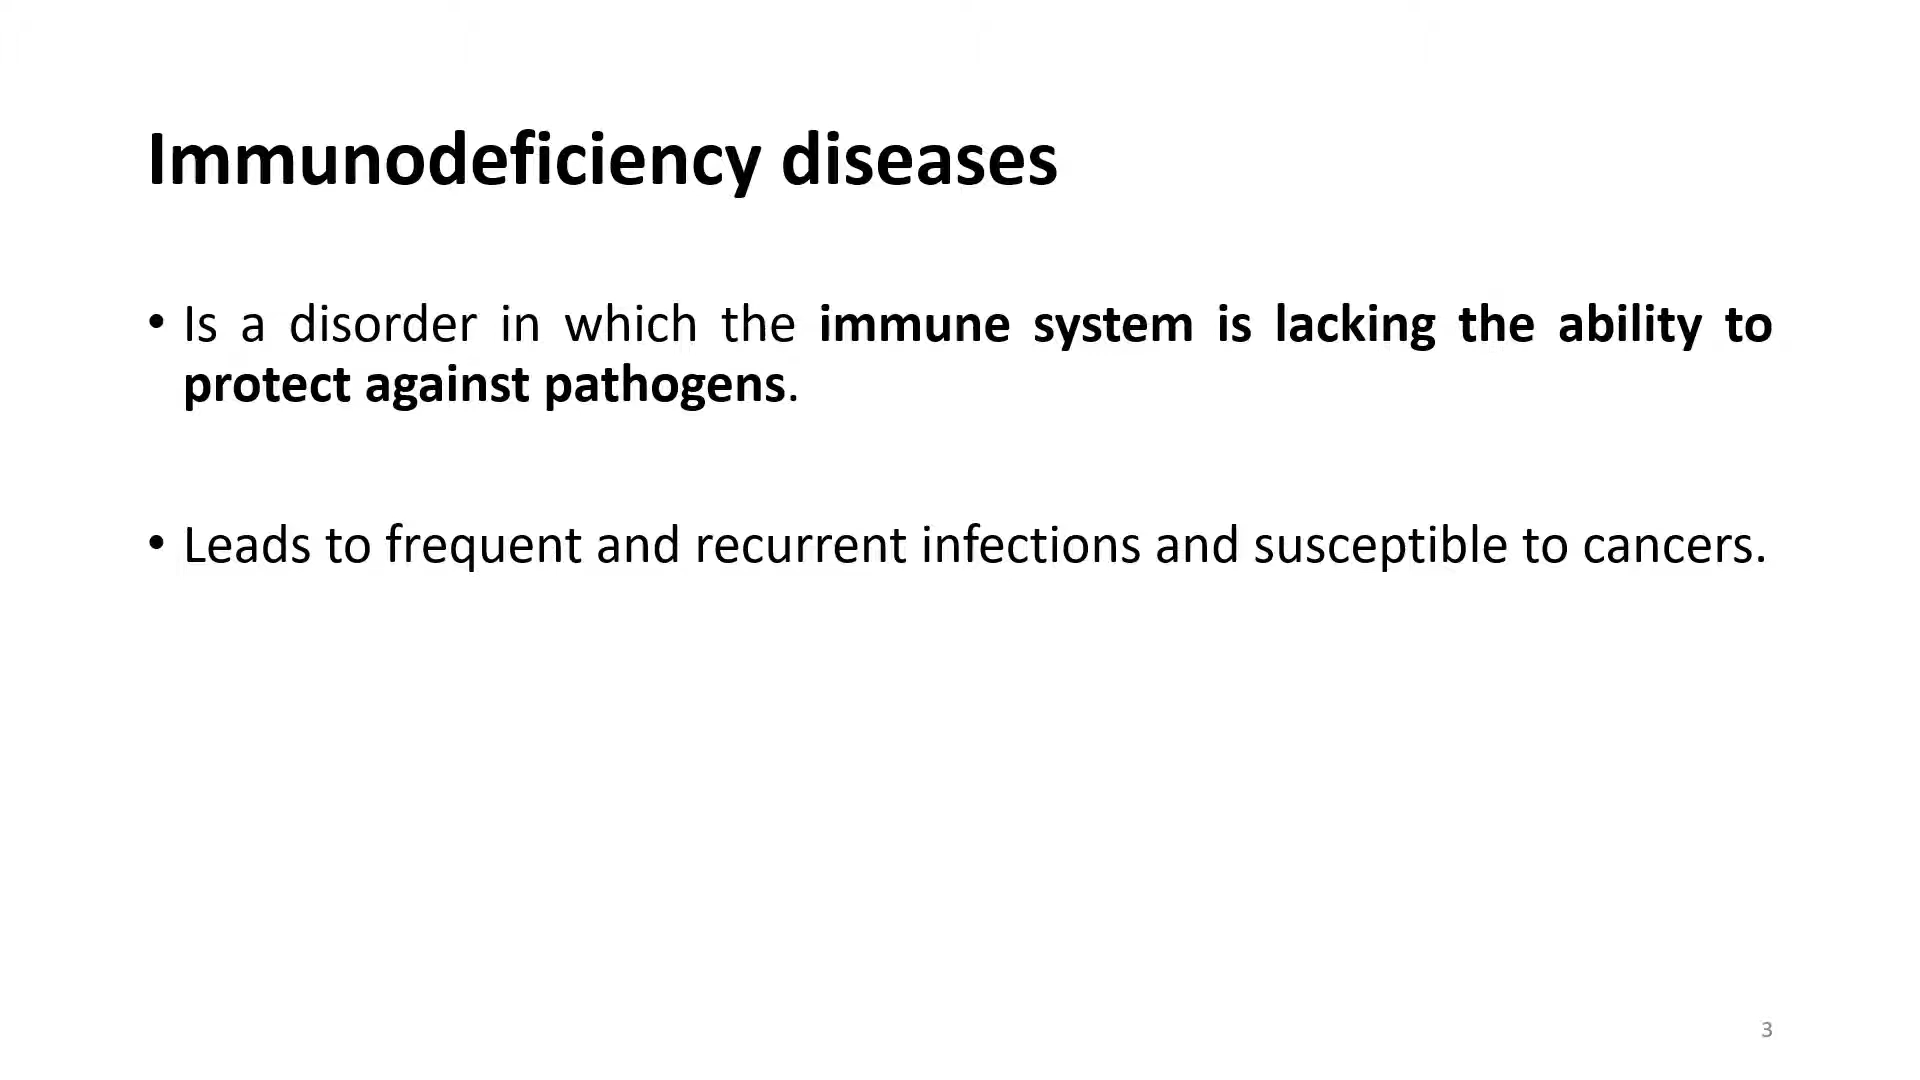 Immunodeficiency diseases
• Is a disorder in which the immune system is lacking the ability to
protect against pathogens.
• Leads to frequent and recurrent infections and susceptible to cancers.
3